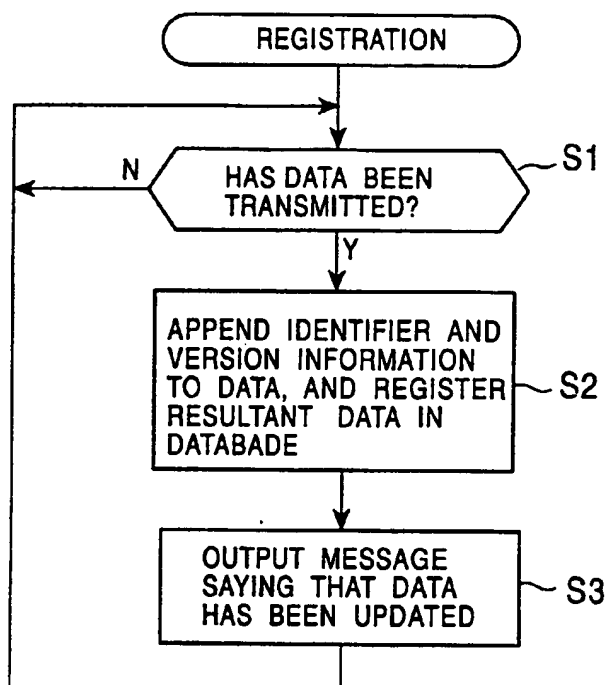 REGISTRATION
N
HAS DATA BEEN
TRANSMITTED?
S1
Y
APPEND IDENTIFIER AND
VERSION INFORMATION
TO DATA, AND REGISTER
RESULTANT DATA IN
DATABADE
S2
OUTPUT MESSAGE
SAYING THAT DATA
HAS BEEN UPDATED
S3